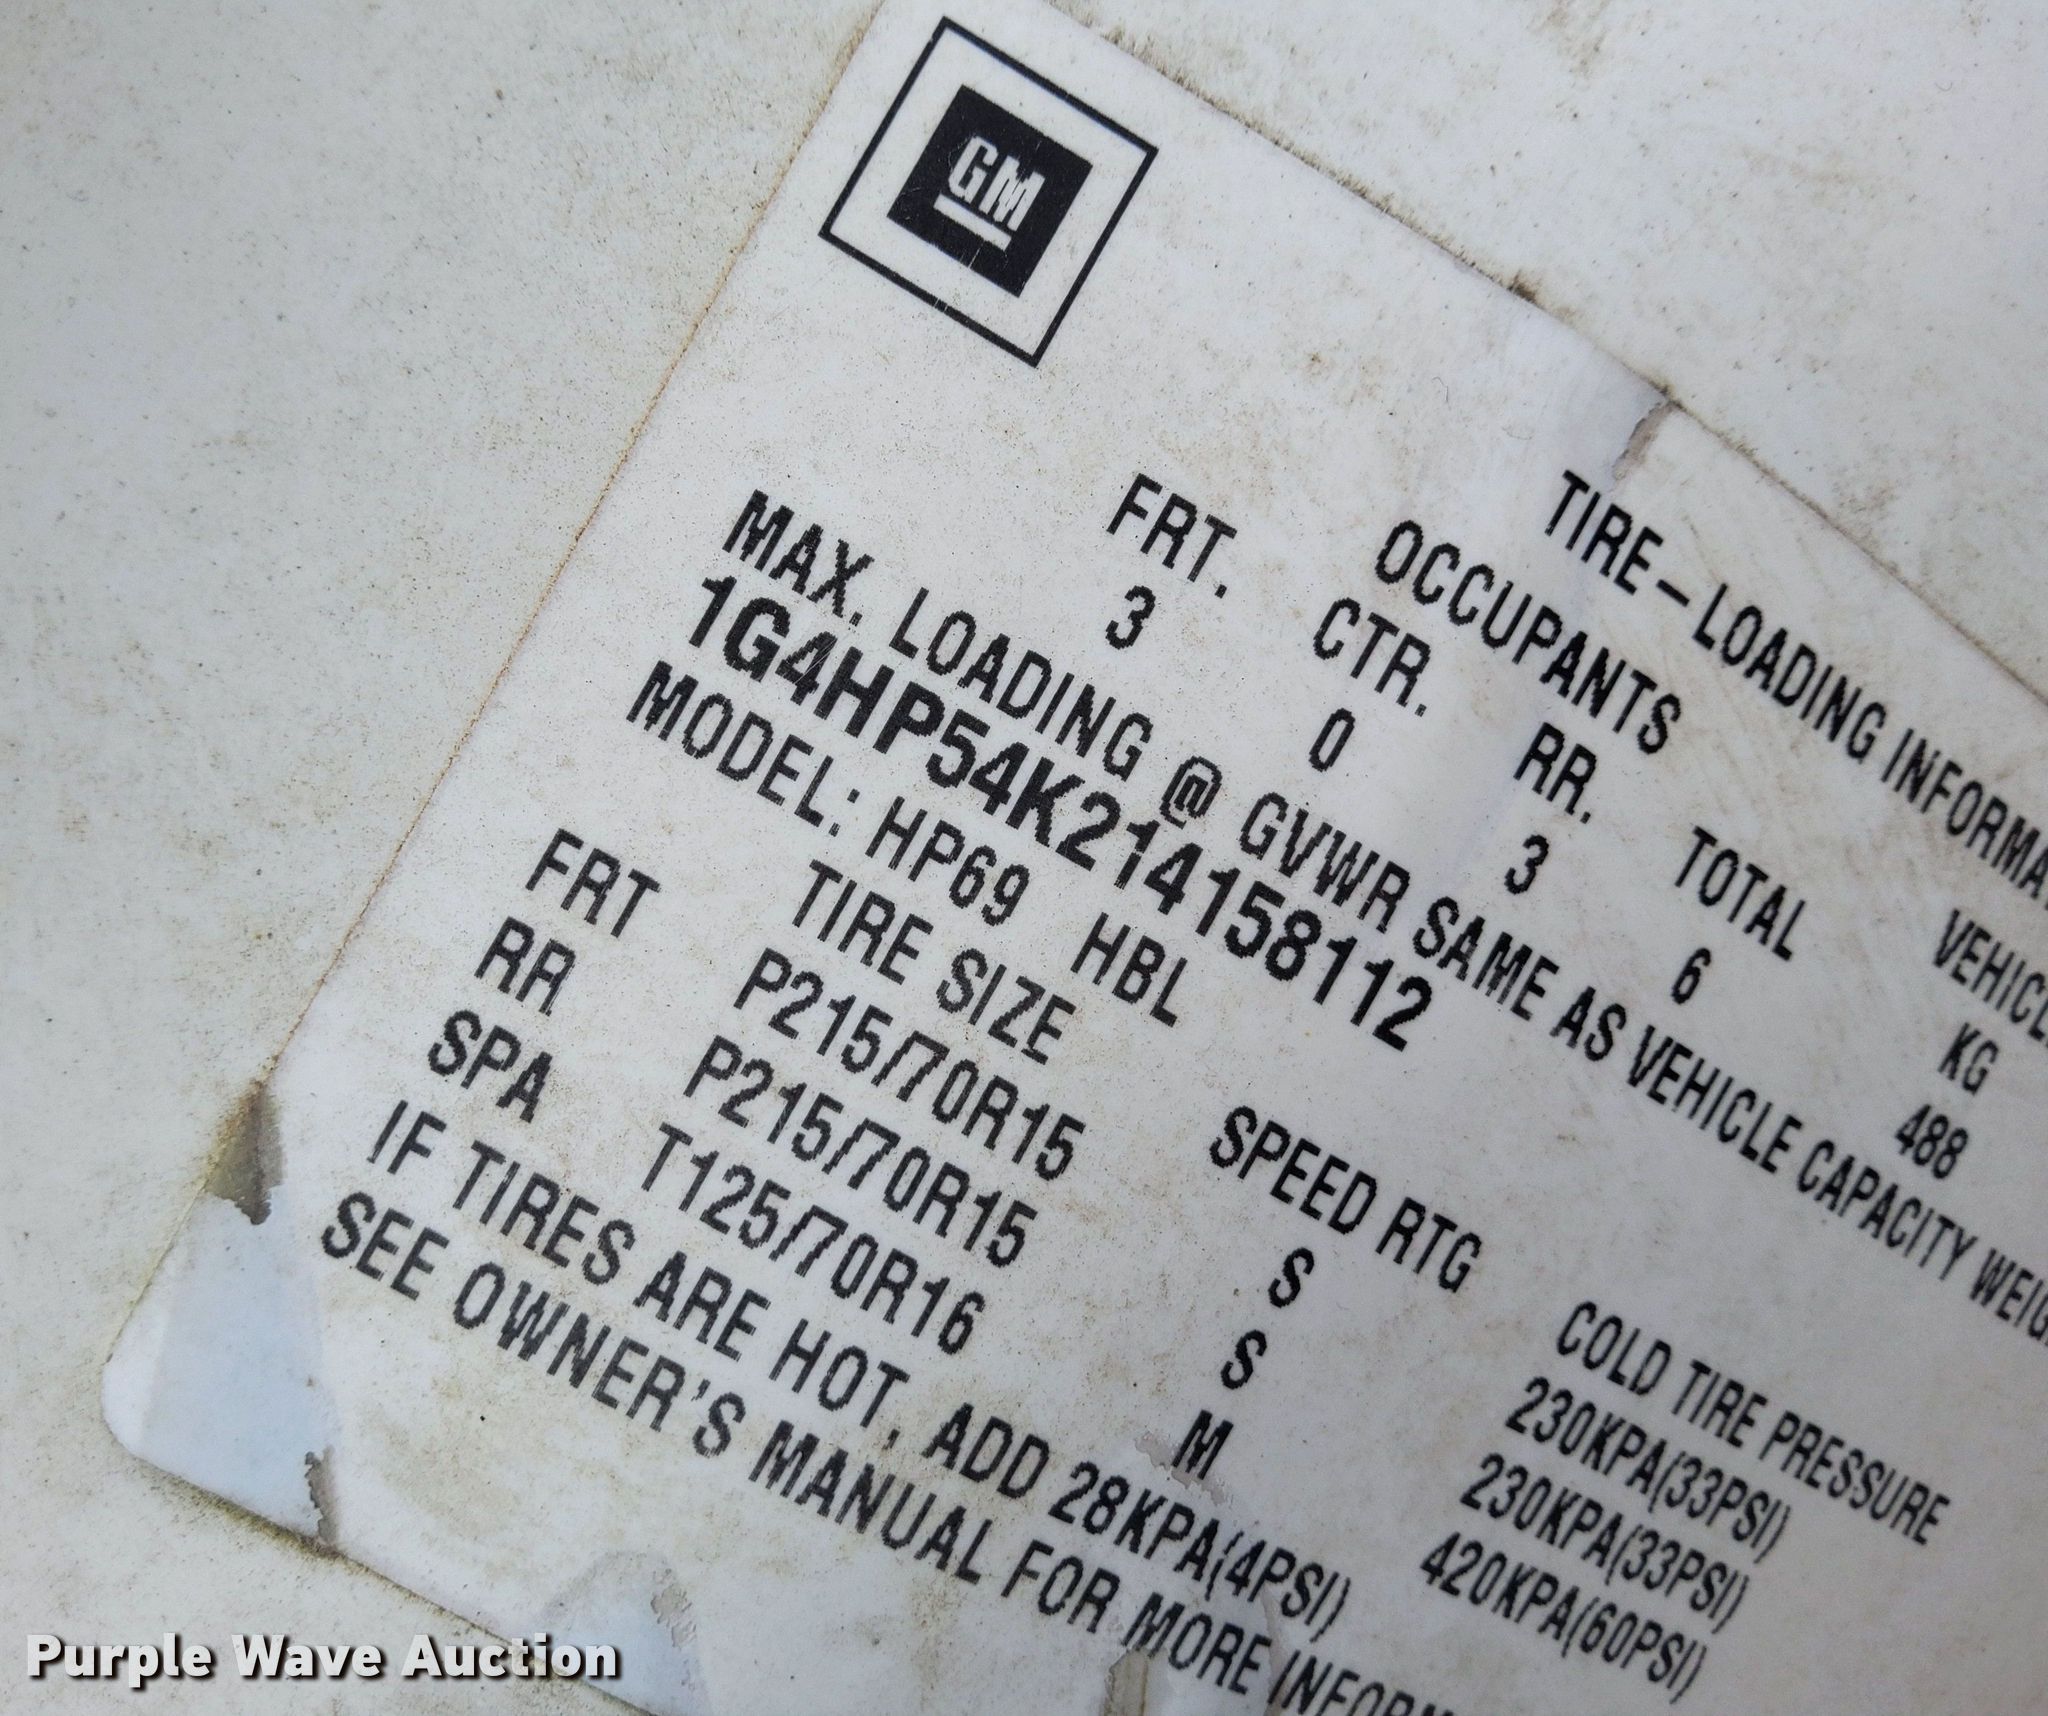 GM
TIRE-LOADING INFORMA
OCCUPANTS VEHICL
FRT. CTR. RR. TOTAL KG
3 0 3 6 488
MAX. LOADING @ GVWR SAME AS VEHICLE CAPACITY WEIG
1G4HP54K214158112
MODEL: HP69 HBL
TIRE SIZE SPEED RTG COLD TIRE PRESSURE
FRT P215/70R15 S 230KPA(33PSI)
RR P215/70R15 S 230KPA(33PSI)
SPA T125/70R16 M 420KPA(60PSI)
IF TIRES ARE HOT, ADD 28KPA(4PSI)
SEE OWNER'S MANUAL FOR MORE INFORM
Purple Wave Auction